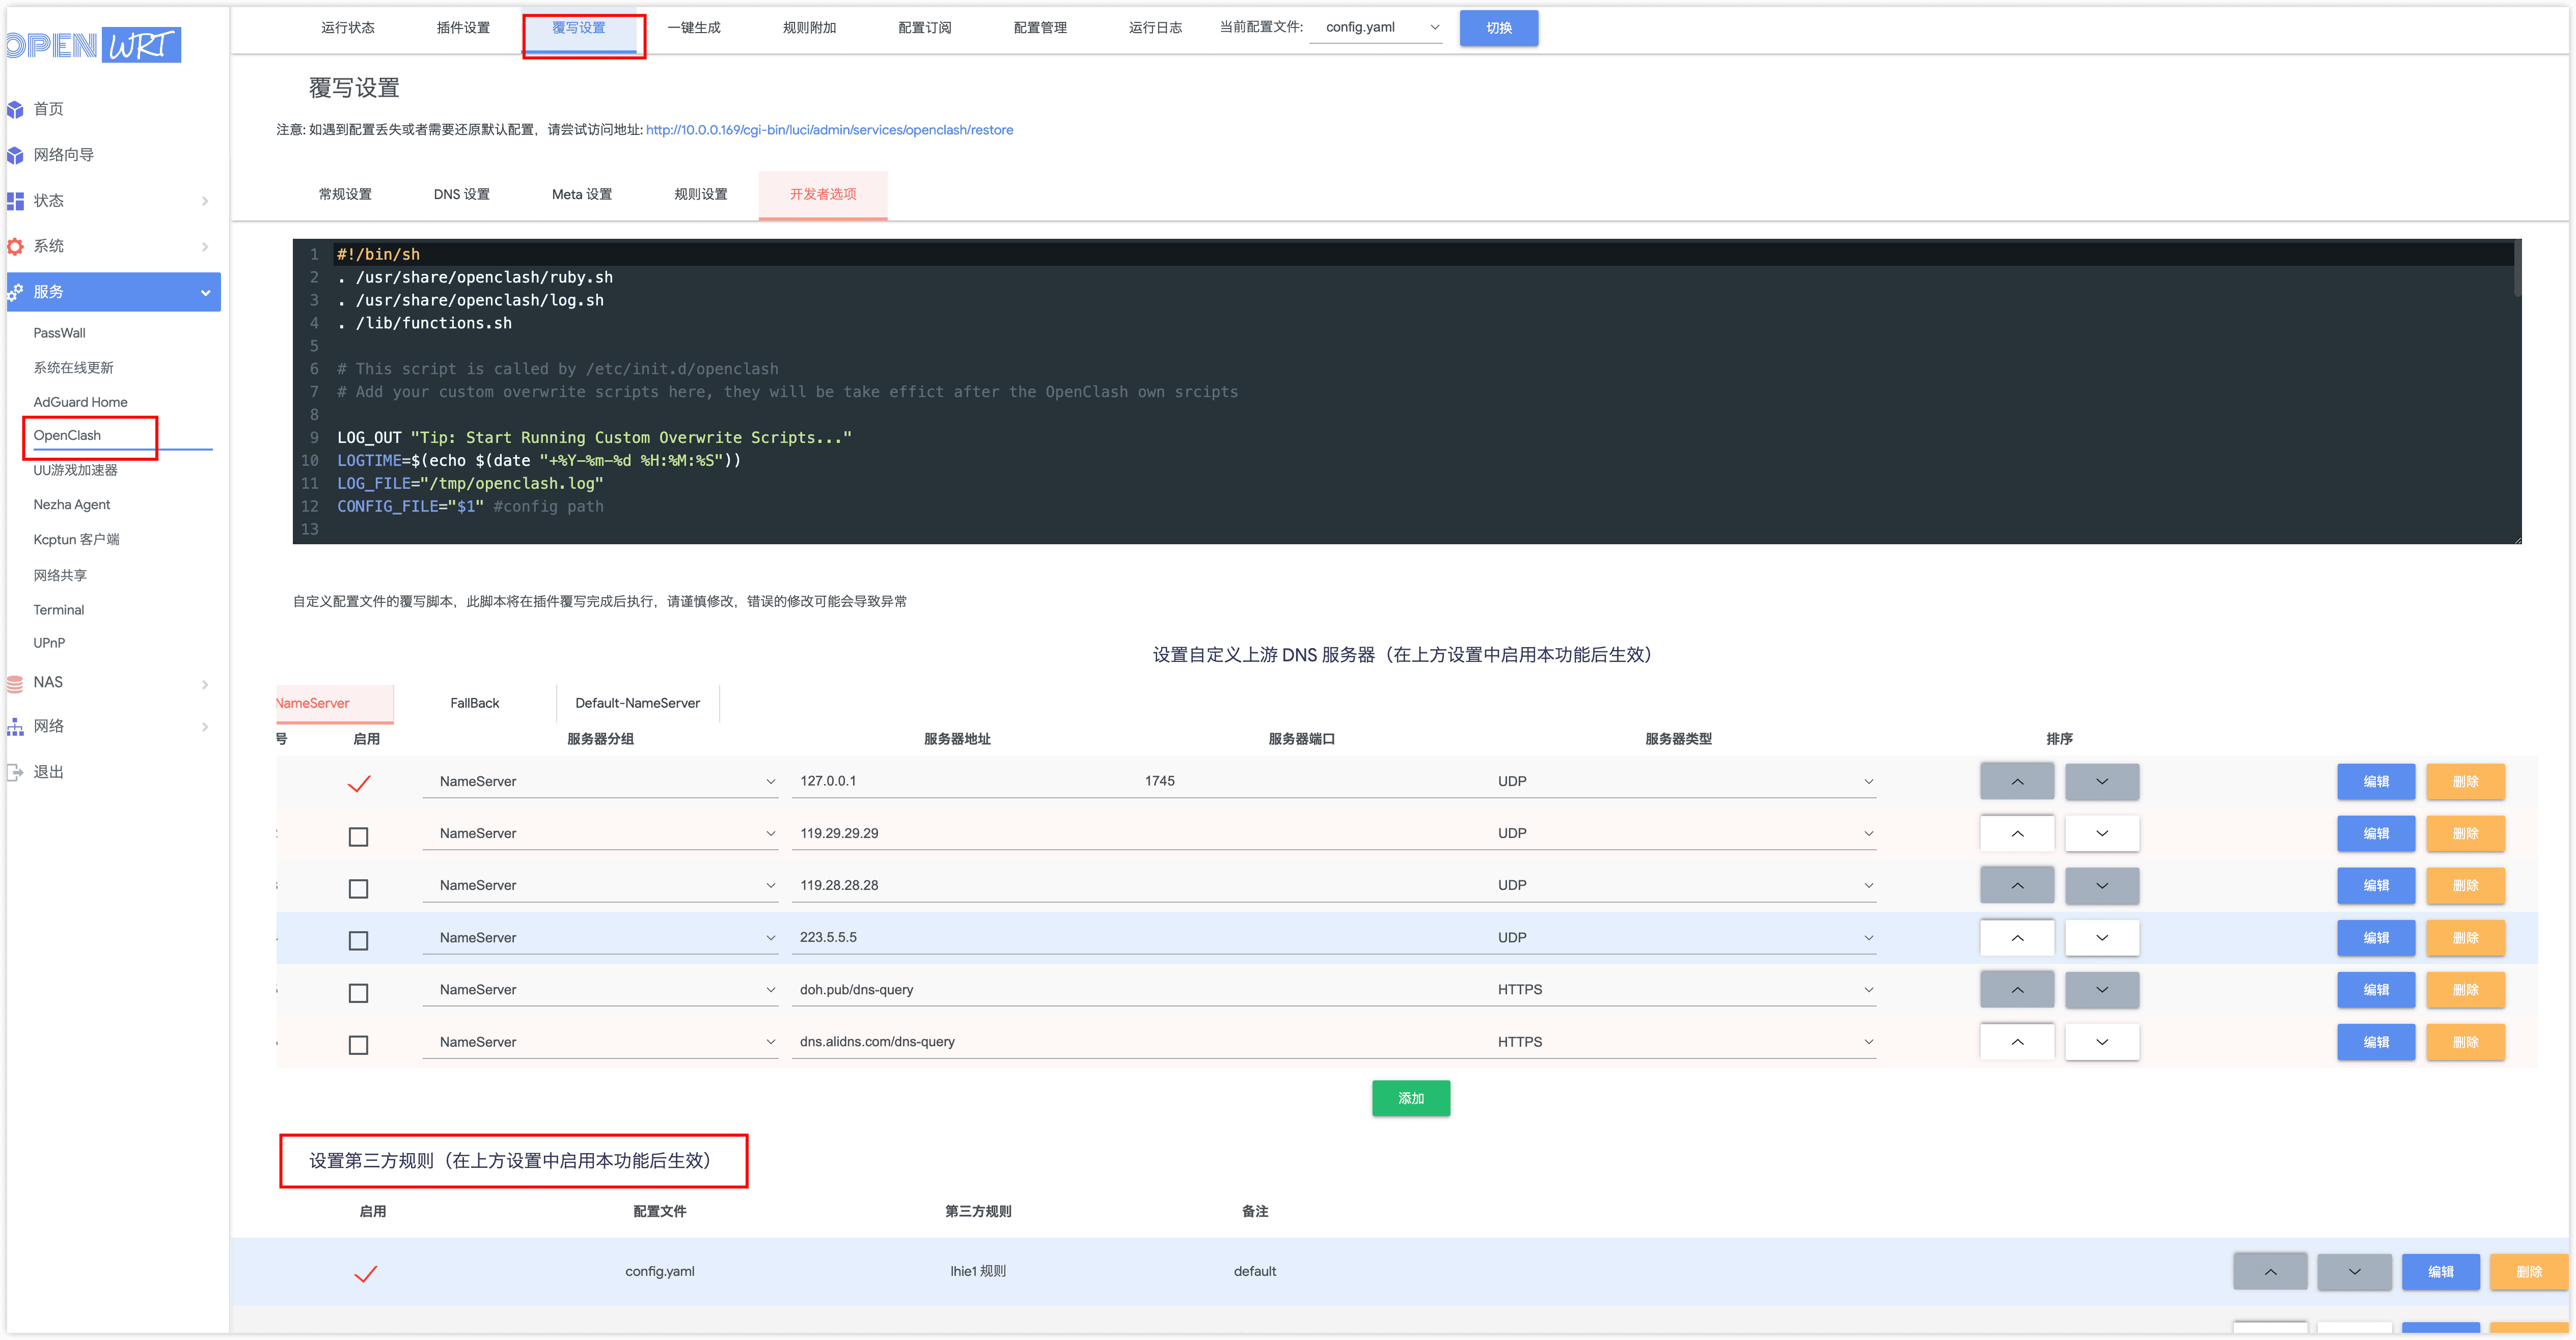 OPENWRT
运行状态
插件设置
覆写设置
一键生成
规则附加
配置订阅
配置管理
运行日志
当前配置文件:
config.yaml
切换
首页
网络向导
状态
系统
服务
PassWall
系统在线更新
AdGuard Home
OpenClash
UU游戏加速器
Nezha Agent
Kcptun 客户端
网络共享
Terminal
UPnP
NAS
网络
退出
覆写设置
注意: 如遇到配置丢失或者需要还原默认配置，请尝试访问地址: http://10.0.0.169/cgi-bin/luci/admin/services/openclash/restore
常规设置
DNS 设置
Meta 设置
规则设置
开发者选项
1 #!/bin/sh
2 . /usr/share/openclash/ruby.sh
3 . /usr/share/openclash/log.sh
4 . /lib/functions.sh
5
6 # This script is called by /etc/init.d/openclash
7 # Add your custom overwrite scripts here, they will be take effict after the OpenClash own srcipts
8
9 LOG_OUT "Tip: Start Running Custom Overwrite Scripts..."
10 LOGTIME=$(echo $(date "+%Y-%m-%d %H:%M:%S"))
11 LOG_FILE="/tmp/openclash.log"
12 CONFIG_FILE="$1" #config path
13
自定义配置文件的覆写脚本，此脚本将在插件覆写完成后执行，请谨慎修改，错误的修改可能会导致异常
设置自定义上游 DNS 服务器（在上方设置中启用本功能后生效）
NameServer
FallBack
Default-NameServer
号 启用 服务器分组 服务器地址 服务器端口 服务器类型 排序
NameServer 127.0.0.1 1745 UDP 编辑 删除
NameServer 119.29.29.29 UDP 编辑 删除
NameServer 119.28.28.28 UDP 编辑 删除
NameServer 223.5.5.5 UDP 编辑 删除
NameServer doh.pub/dns-query HTTPS 编辑 删除
NameServer dns.alidns.com/dns-query HTTPS 编辑 删除
添加
设置第三方规则（在上方设置中启用本功能后生效）
启用 配置文件 第三方规则 备注
config.yaml lhie1 规则 default 编辑 删除